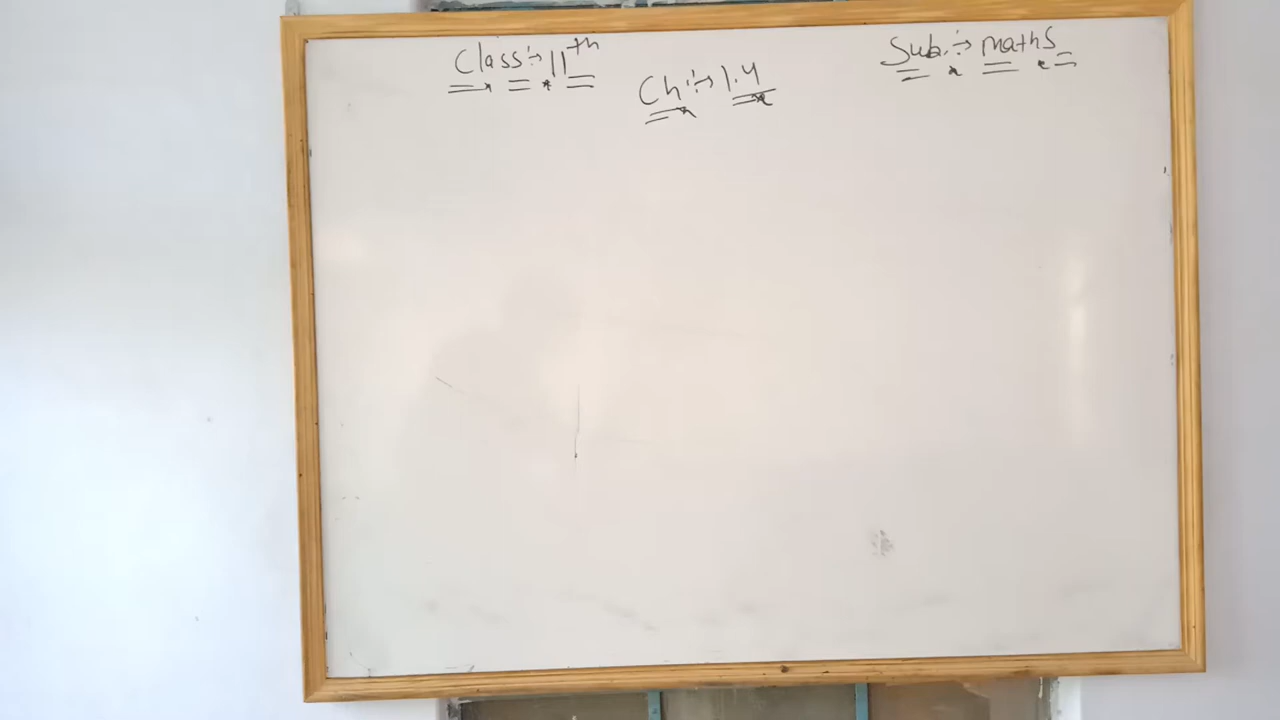 Class :→ 11th
Sub. :→ maths
Ch :→ 1.4